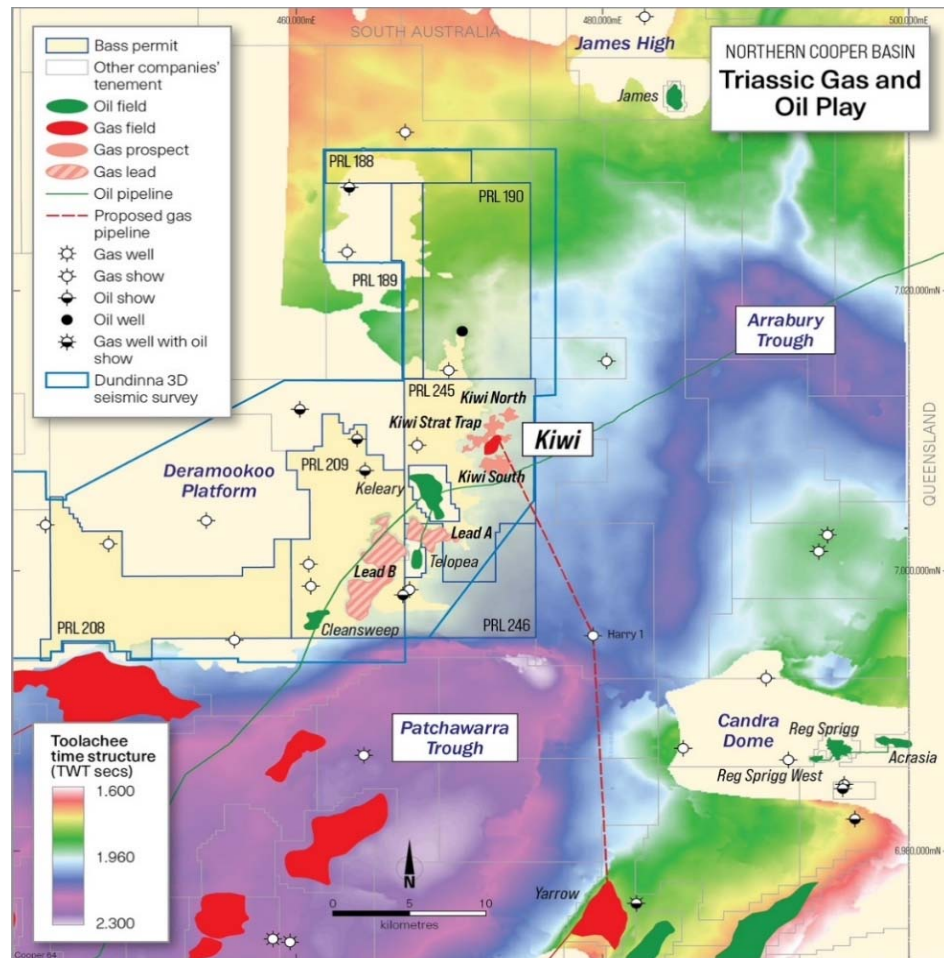 460,000mE
480,000mE
500,000mE
SOUTH AUSTRALIA
James High
James
NORTHERN COOPER BASIN
Triassic Gas and
Oil Play
Bass permit
Other companies'
tenement
Oil field
Gas field
Gas prospect
Gas lead
Oil pipeline
Proposed gas
pipeline
Gas well
Gas show
Oil show
Oil well
Gas well with oil
show
Dundinna 3D
seismic survey
PRL 188
PRL 190
PRL 189
7,020,000mN
Arrabury
Trough
QUEENSLAND
PRL 245
Kiwi North
Kiwi Strat Trap
Kiwi
Kiwi South
PRL 209
Deramookoo
Platform
Keleary
Lead A
Telopea
Lead B
7,000,000mN
Cleansweep
PRL 208
PRL 246
Harry 1
Patchawarra
Trough
Candra
Dome
Reg Sprigg
Acrasia
Reg Sprigg West
Toolachee
time structure
(TWT secs)
1.600
1.960
2.300
6,980,000mN
N
0
5
10
kilometres
Yarrow
Cooper 64